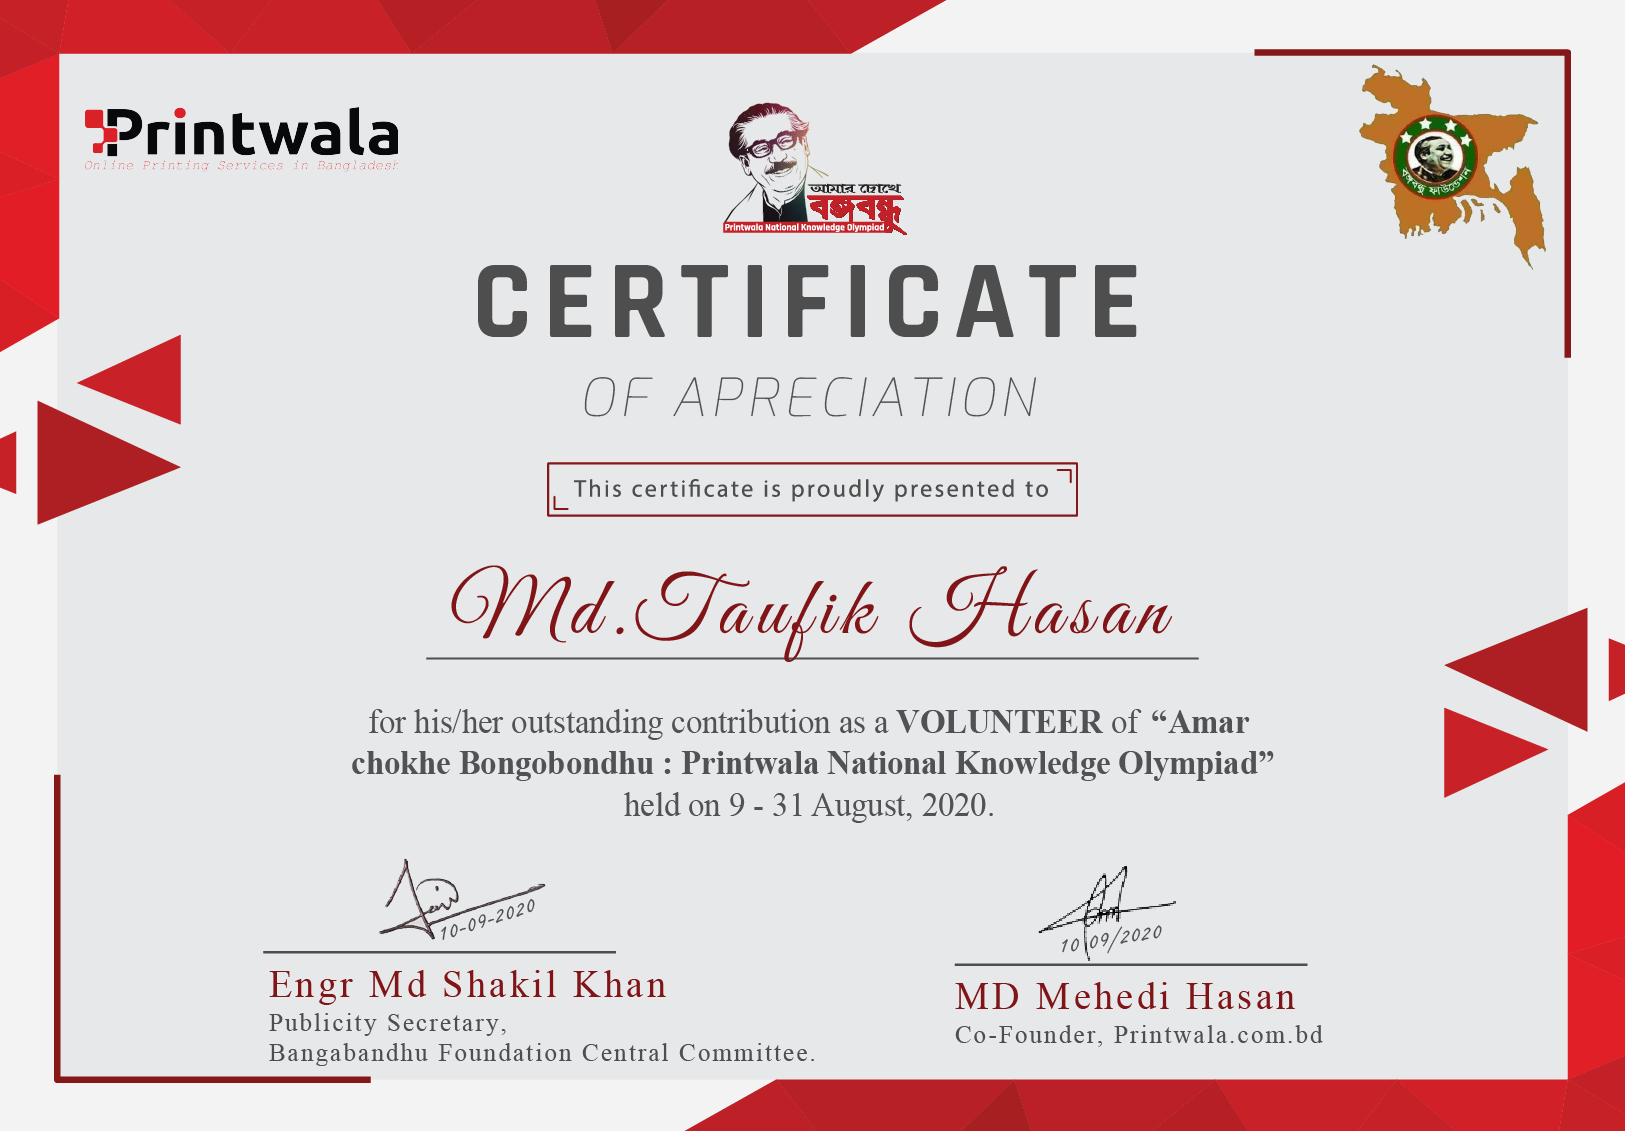 Printwala
Online Printing Services in Bangladesh
আমার চোখে
বঙ্গবন্ধু
Printwala National Knowledge Olympiad
বঙ্গবন্ধু ফাউন্ডেশন
CERTIFICATE
OF APRECIATION
This certificate is proudly presented to
Md.Taufik Hasan
for his/her outstanding contribution as a VOLUNTEER of “Amar
chokhe Bongobondhu : Printwala National Knowledge Olympiad”
held on 9 - 31 August, 2020.
10-09-2020
10/09/2020
Engr Md Shakil Khan
Publicity Secretary,
Bangabandhu Foundation Central Committee.
MD Mehedi Hasan
Co-Founder, Printwala.com.bd